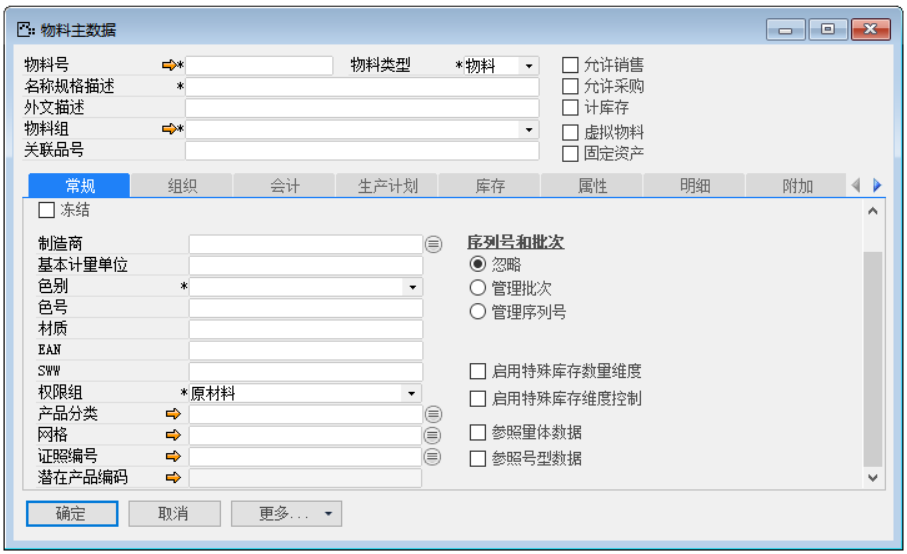 物料主数据
物料号 * 物料类型 *物料 允许销售
名称规格描述 * 允许采购
外文描述 计库存
物料组 * 虚拟物料
关联品号 固定资产
常规 组织 会计 生产计划 库存 属性 明细 附加
冻结
制造商 序列号和批次
基本计量单位 忽略
色别 * 管理批次
色号 管理序列号
材质
EAN
SWW 启用特殊库存数量维度
权限组 *原材料 启用特殊库存维度控制
产品分类
网格 参照量体数据
证照编号 参照号型数据
潜在产品编码
确定 取消 更多...